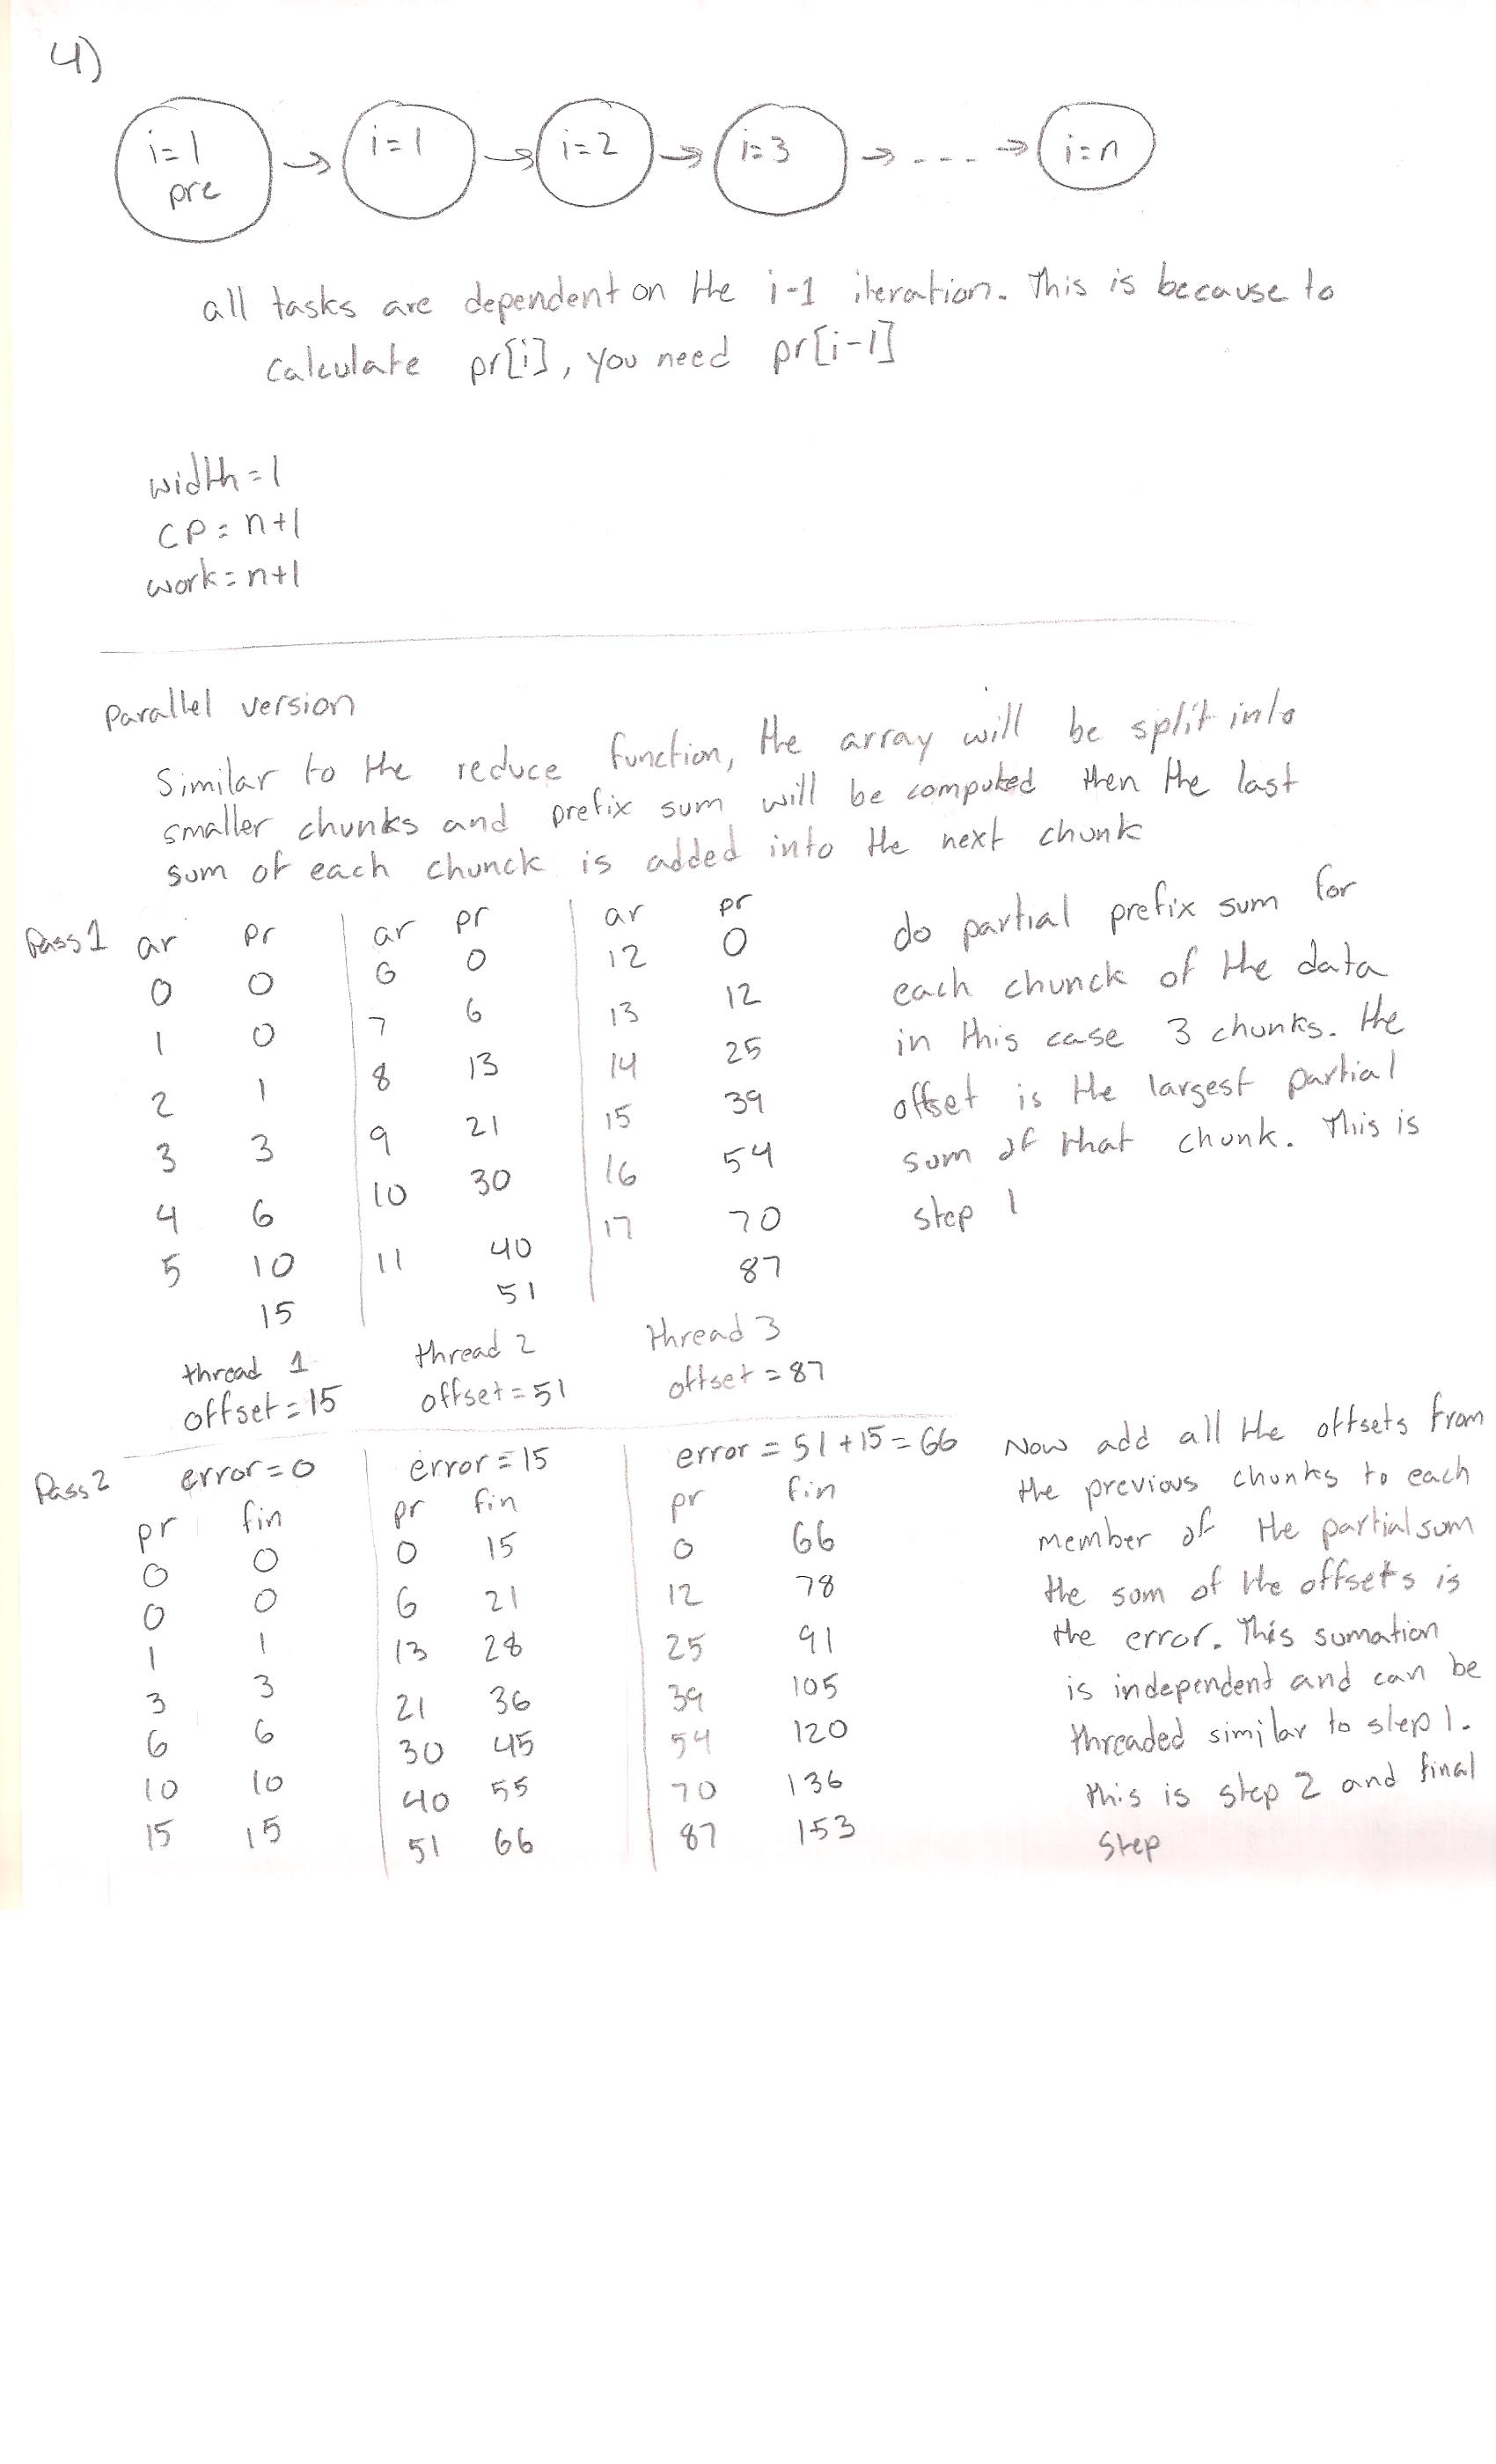 4)
i=1 pre → i=1 → i=2 → i=3 → - - - → i=n
all tasks are dependent on the i-1 iteration. This is because to
calculate pr[i], you need pr[i-1]
width=1
CP=n+1
work=n+1
Parallel version
Similar to the reduce function, the array will be split into
smaller chunks and prefix sum will be computed then the last
sum of each chunck is added into the next chunk
Pass1 ar pr ar pr ar pr
0 0 6 0 12 0
1 0 7 6 13 12
2 1 8 13 14 25
3 3 9 21 15 39
4 6 10 30 16 54
5 10 11 40 17 70
15 51 87
thread 1 thread 2 thread 3
offset=15 offset=51 offset=87
do partial prefix sum for
each chunck of the data
in this case 3 chunks. the
offset is the largest partial
sum of that chunk. This is
step 1
Pass2 error=0 error=15 error=51+15=66
pr fin pr fin pr fin
0 0 0 15 0 66
0 0 6 21 12 78
1 1 13 28 25 91
3 3 21 36 39 105
6 6 30 45 54 120
10 10 40 55 70 136
15 15 51 66 87 153
Now add all the offsets from
the previous chunks to each
member of the partial sum
the sum of the offsets is
the error. This sumation
is independent and can be
threaded similar to step 1.
this is step 2 and final
step